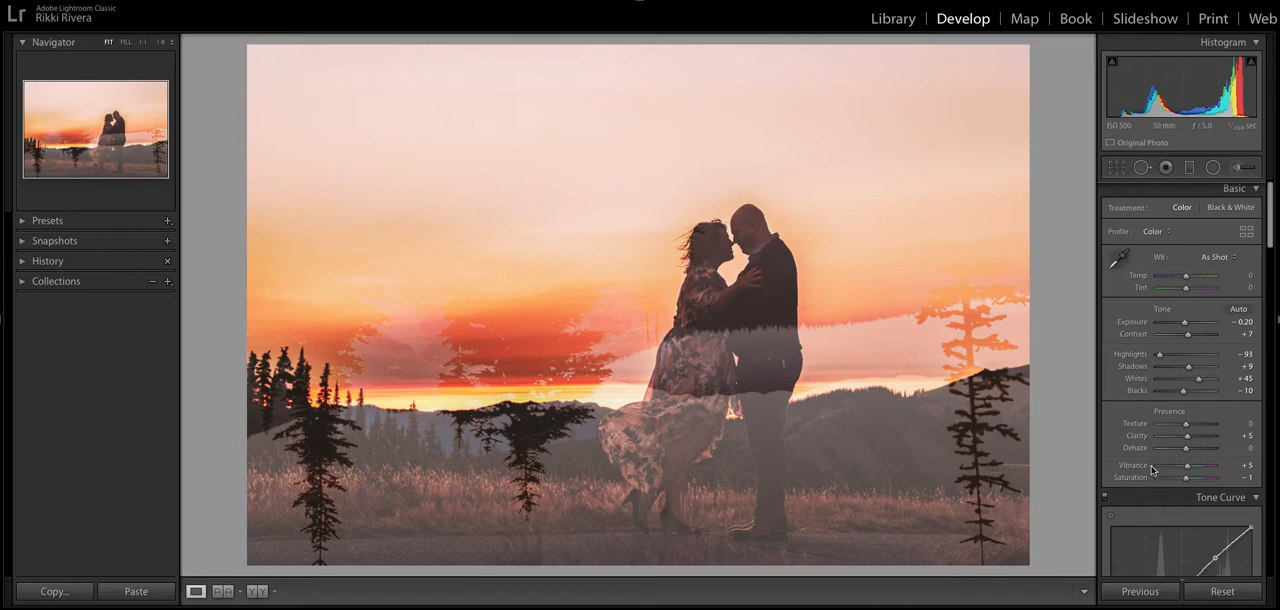 Lr
Adobe Lightroom Classic
Rikki Rivera
Library | Develop | Map | Book | Slideshow | Print | Web
Navigator FIT FILL 1:1 1:8
Presets
Snapshots
History
Collections
Copy... Paste
Histogram
ISO 500 50 mm ƒ / 5.0 sec
Original Photo
Basic
Treatment : Color | Black & White
Profile : Color
WB : As Shot
Temp 0
Tint 0
Tone Auto
Exposure − 0.20
Contrast + 7
Highlights − 93
Shadows + 9
Whites + 45
Blacks − 10
Presence
Texture 0
Clarity + 5
Dehaze 0
Vibrance + 5
Saturation − 1
Tone Curve
Previous Reset